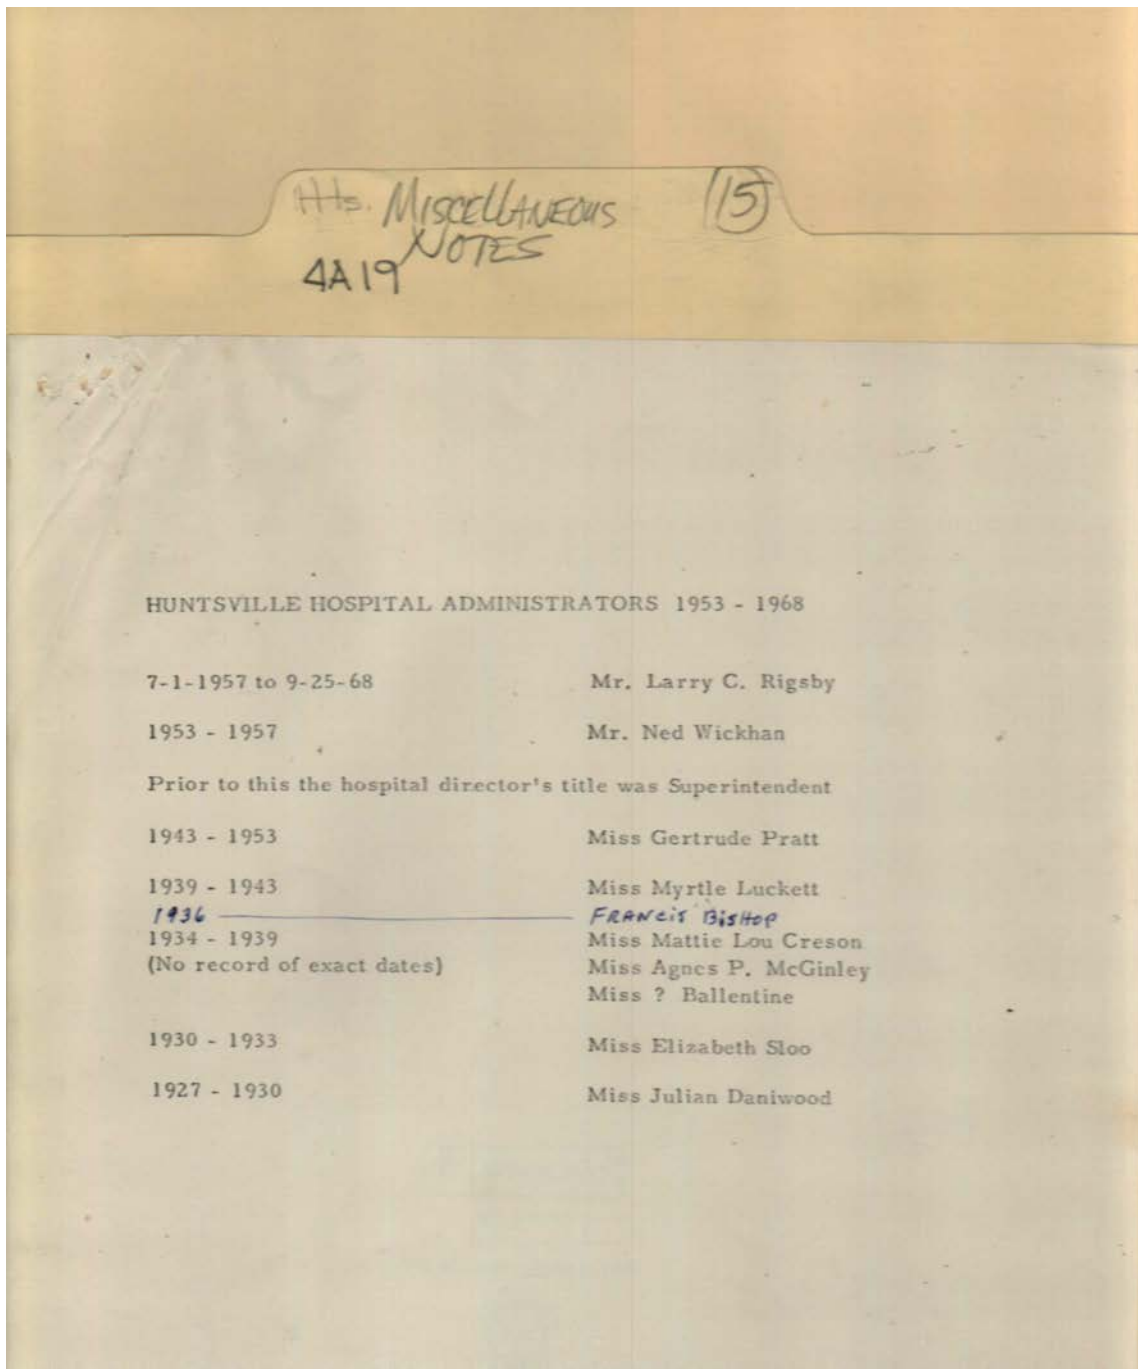 Hts. MISCELLANEOUS (15)
NOTES
4A19
HUNTSVILLE HOSPITAL ADMINISTRATORS 1953 - 1968
7-1-1957 to 9-25-68 Mr. Larry C. Rigsby
1953 - 1957 Mr. Ned Wickhan
Prior to this the hospital director's title was Superintendent
1943 - 1953 Miss Gertrude Pratt
1939 - 1943 Miss Myrtle Luckett
1936 FRANCIS BISHOP
1934 - 1939 Miss Mattie Lou Creson
(No record of exact dates) Miss Agnes P. McGinley
Miss ? Ballentine
1930 - 1933 Miss Elizabeth Sloo
1927 - 1930 Miss Julian Daniwood